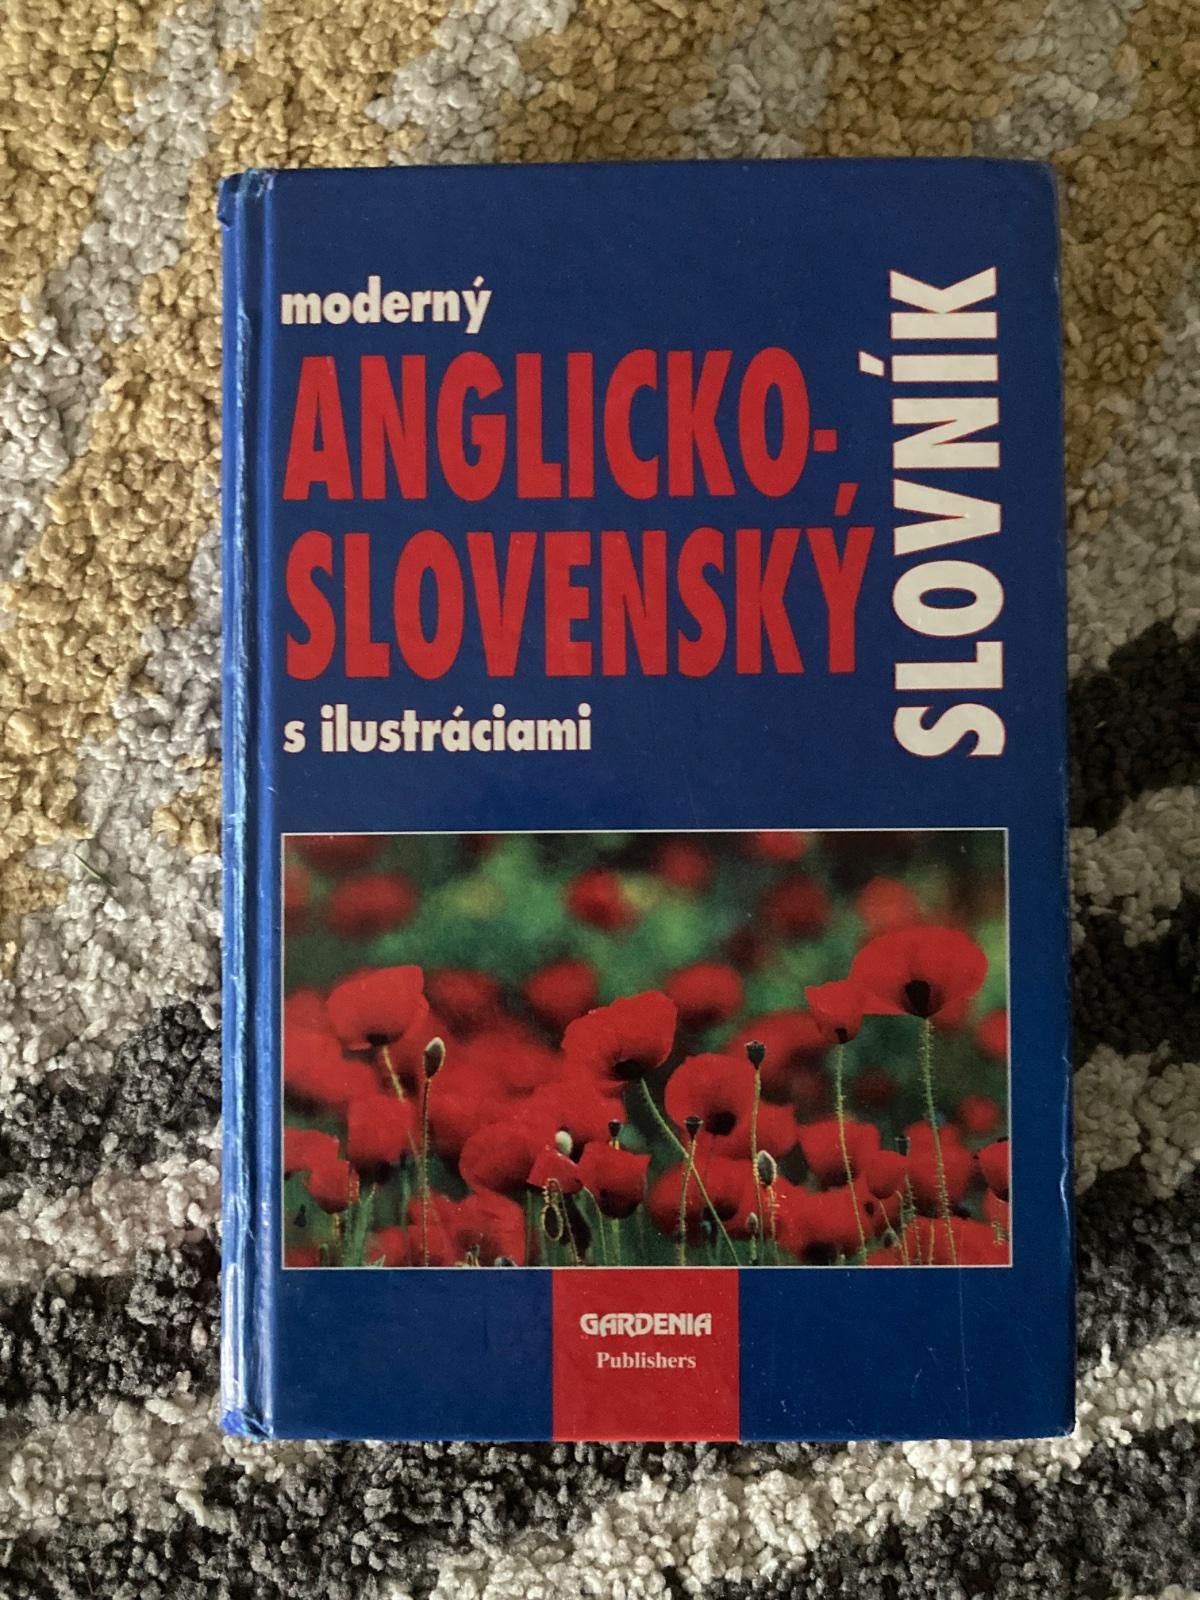 moderný
ANGLICKO-
SLOVENSKÝ
s ilustráciami
SLOVNÍK
GARDENIA
Publishers